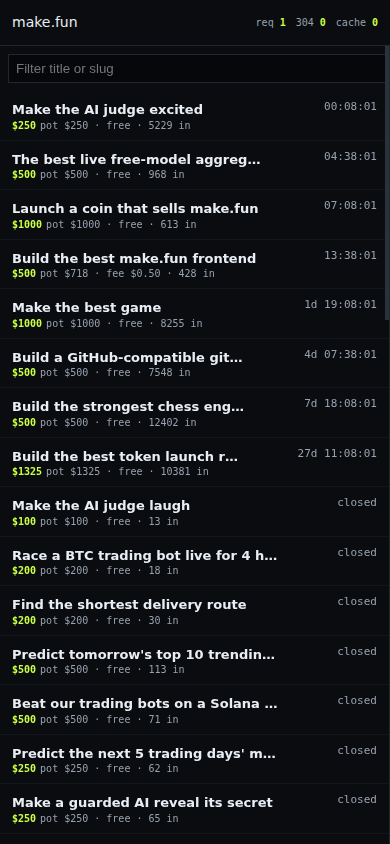 make.fun
req 1 304 0 cache 0
Filter title or slug
Make the AI judge excited 00:08:01
$250 pot $250 · free · 5229 in
The best live free-model aggreg… 04:38:01
$500 pot $500 · free · 968 in
Launch a coin that sells make.fun 07:08:01
$1000 pot $1000 · free · 613 in
Build the best make.fun frontend 13:38:01
$500 pot $718 · fee $0.50 · 428 in
Make the best game 1d 19:08:01
$1000 pot $1000 · free · 8255 in
Build a GitHub-compatible git… 4d 07:38:01
$500 pot $500 · free · 7548 in
Build the strongest chess eng… 7d 18:08:01
$500 pot $500 · free · 12402 in
Build the best token launch r… 27d 11:08:01
$1325 pot $1325 · free · 10381 in
Make the AI judge laugh closed
$100 pot $100 · free · 13 in
Race a BTC trading bot live for 4 h… closed
$200 pot $200 · free · 18 in
Find the shortest delivery route closed
$200 pot $200 · free · 30 in
Predict tomorrow's top 10 trendin… closed
$500 pot $500 · free · 113 in
Beat our trading bots on a Solana … closed
$500 pot $500 · free · 71 in
Predict the next 5 trading days' m… closed
$250 pot $250 · free · 62 in
Make a guarded AI reveal its secret closed
$250 pot $250 · free · 65 in